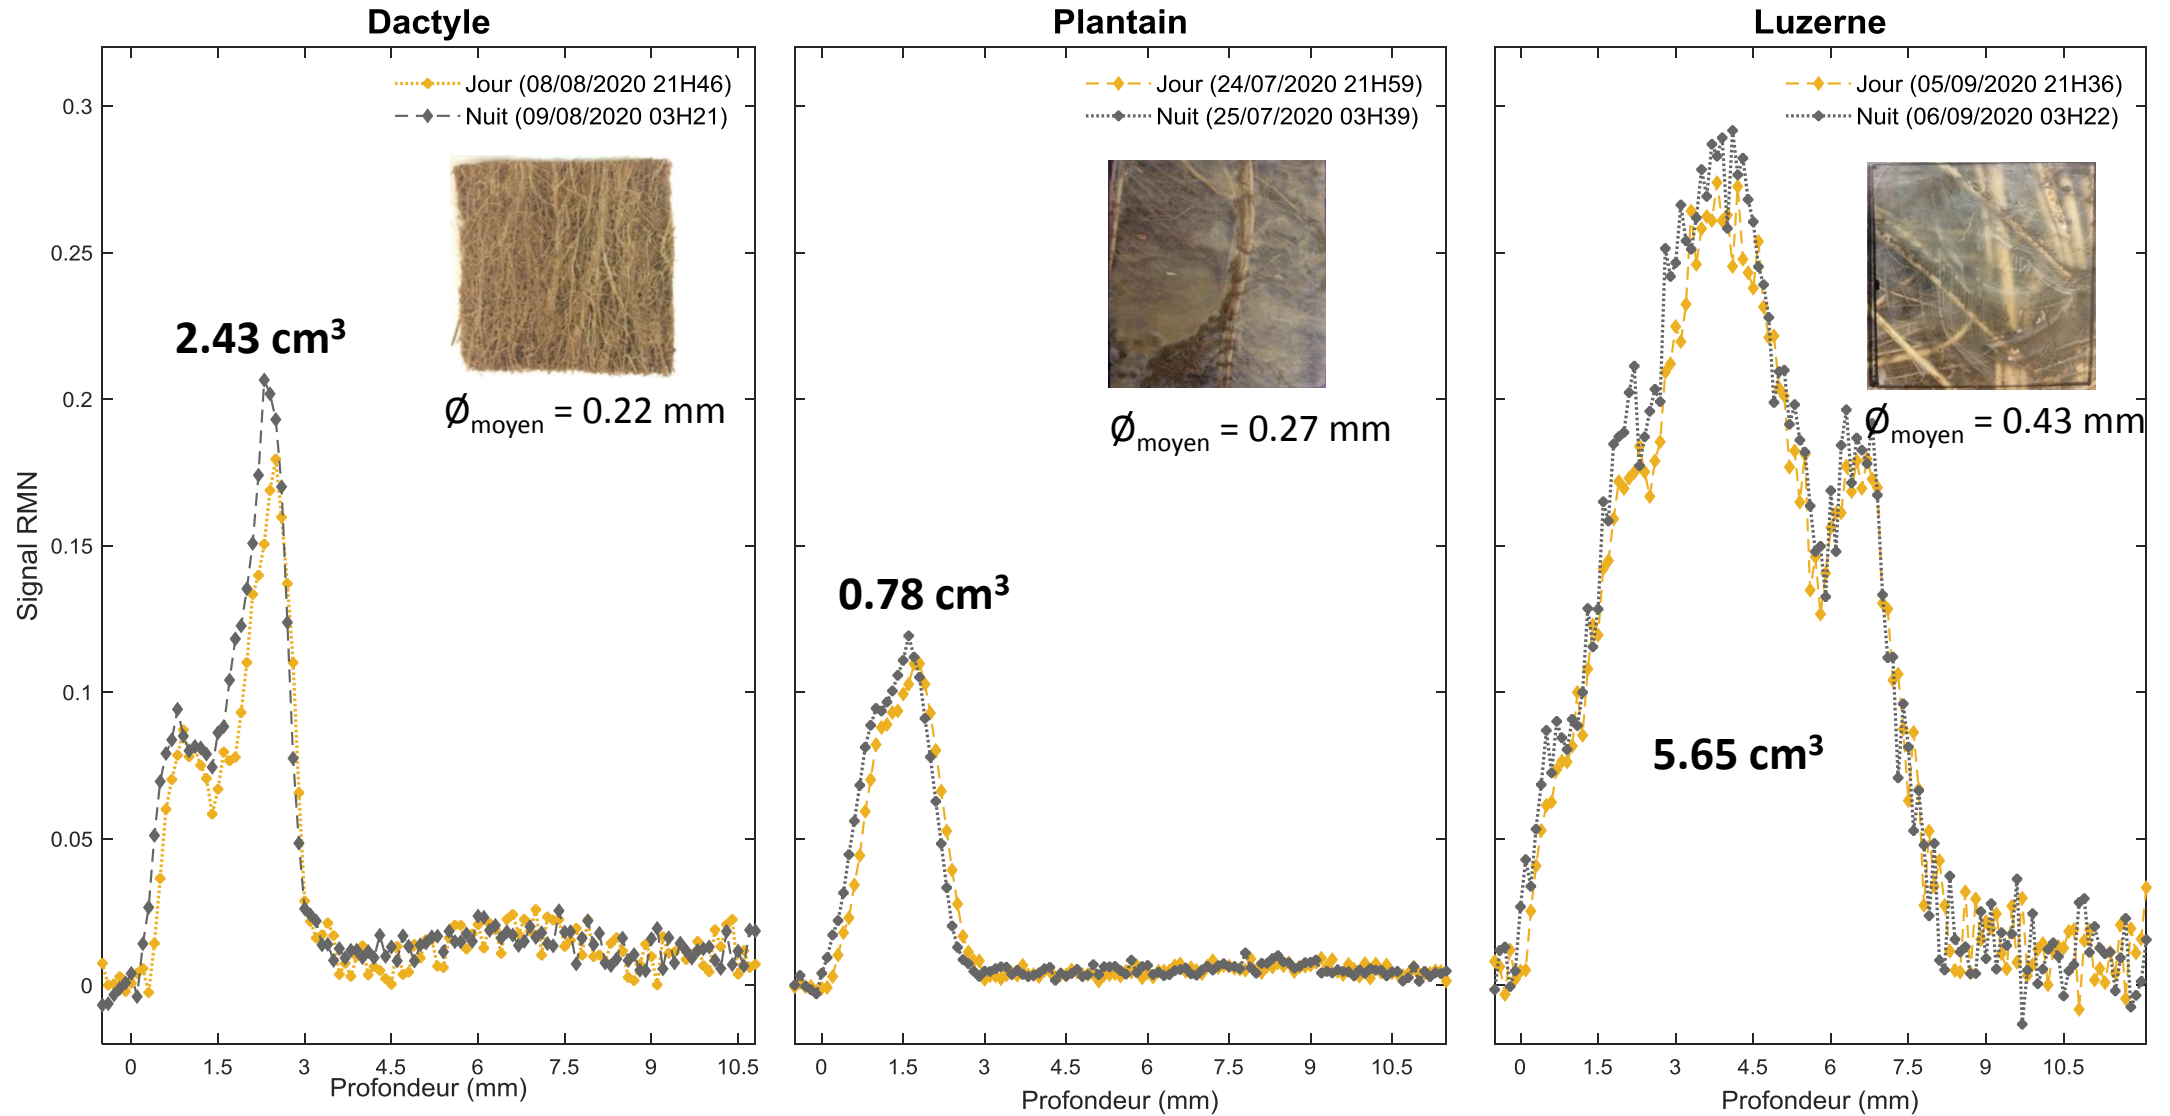 Dactyle
Jour (08/08/2020 21H46)
Nuit (09/08/2020 03H21)
2.43 cm³
Ømoyen = 0.22 mm
Signal RMN
0.3
0.25
0.2
0.15
0.1
0.05
0
0 1.5 3 4.5 6 7.5 9 10.5
Profondeur (mm)
Plantain
Jour (24/07/2020 21H59)
Nuit (25/07/2020 03H39)
Ømoyen = 0.27 mm
0.78 cm³
0 1.5 3 4.5 6 7.5 9 10.5
Profondeur (mm)
Luzerne
Jour (05/09/2020 21H36)
Nuit (06/09/2020 03H22)
Ømoyen = 0.43 mm
5.65 cm³
0 1.5 3 4.5 6 7.5 9 10.5
Profondeur (mm)